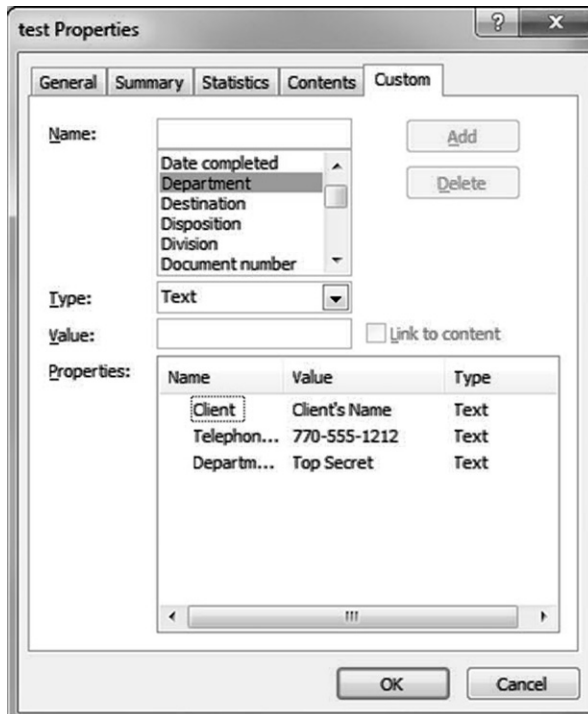 test Properties
?
x
General Summary Statistics Contents Custom
Name:
Add
Date completed
Department
Delete
Destination
Disposition
Division
Document number
Type: Text
Value:
Link to content
Properties:
Name Value Type
Client Client's Name Text
Telephon... 770-555-1212 Text
Departm... Top Secret Text
OK Cancel